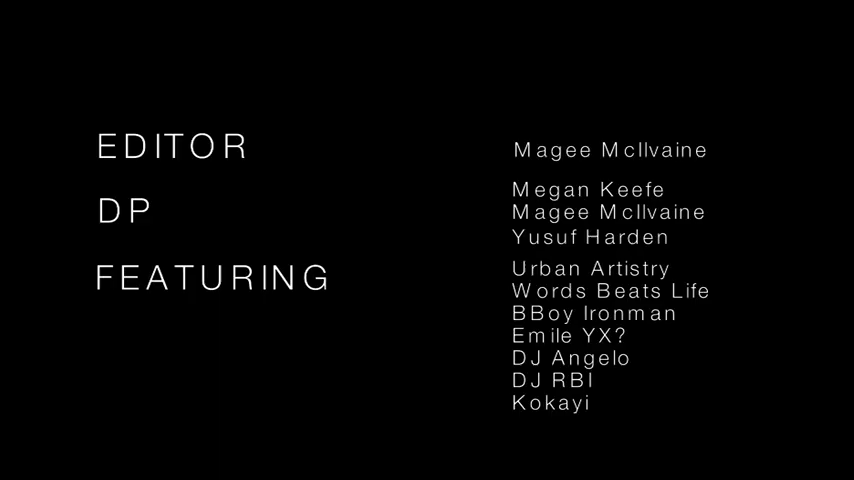 EDITOR
Magee McIlvaine
DP
Megan Keefe
Magee McIlvaine
Yusuf Harden
FEATURING
Urban Artistry
Words Beats Life
BBoy Ironman
Emile YX?
DJ Angelo
DJ RBI
Kokayi